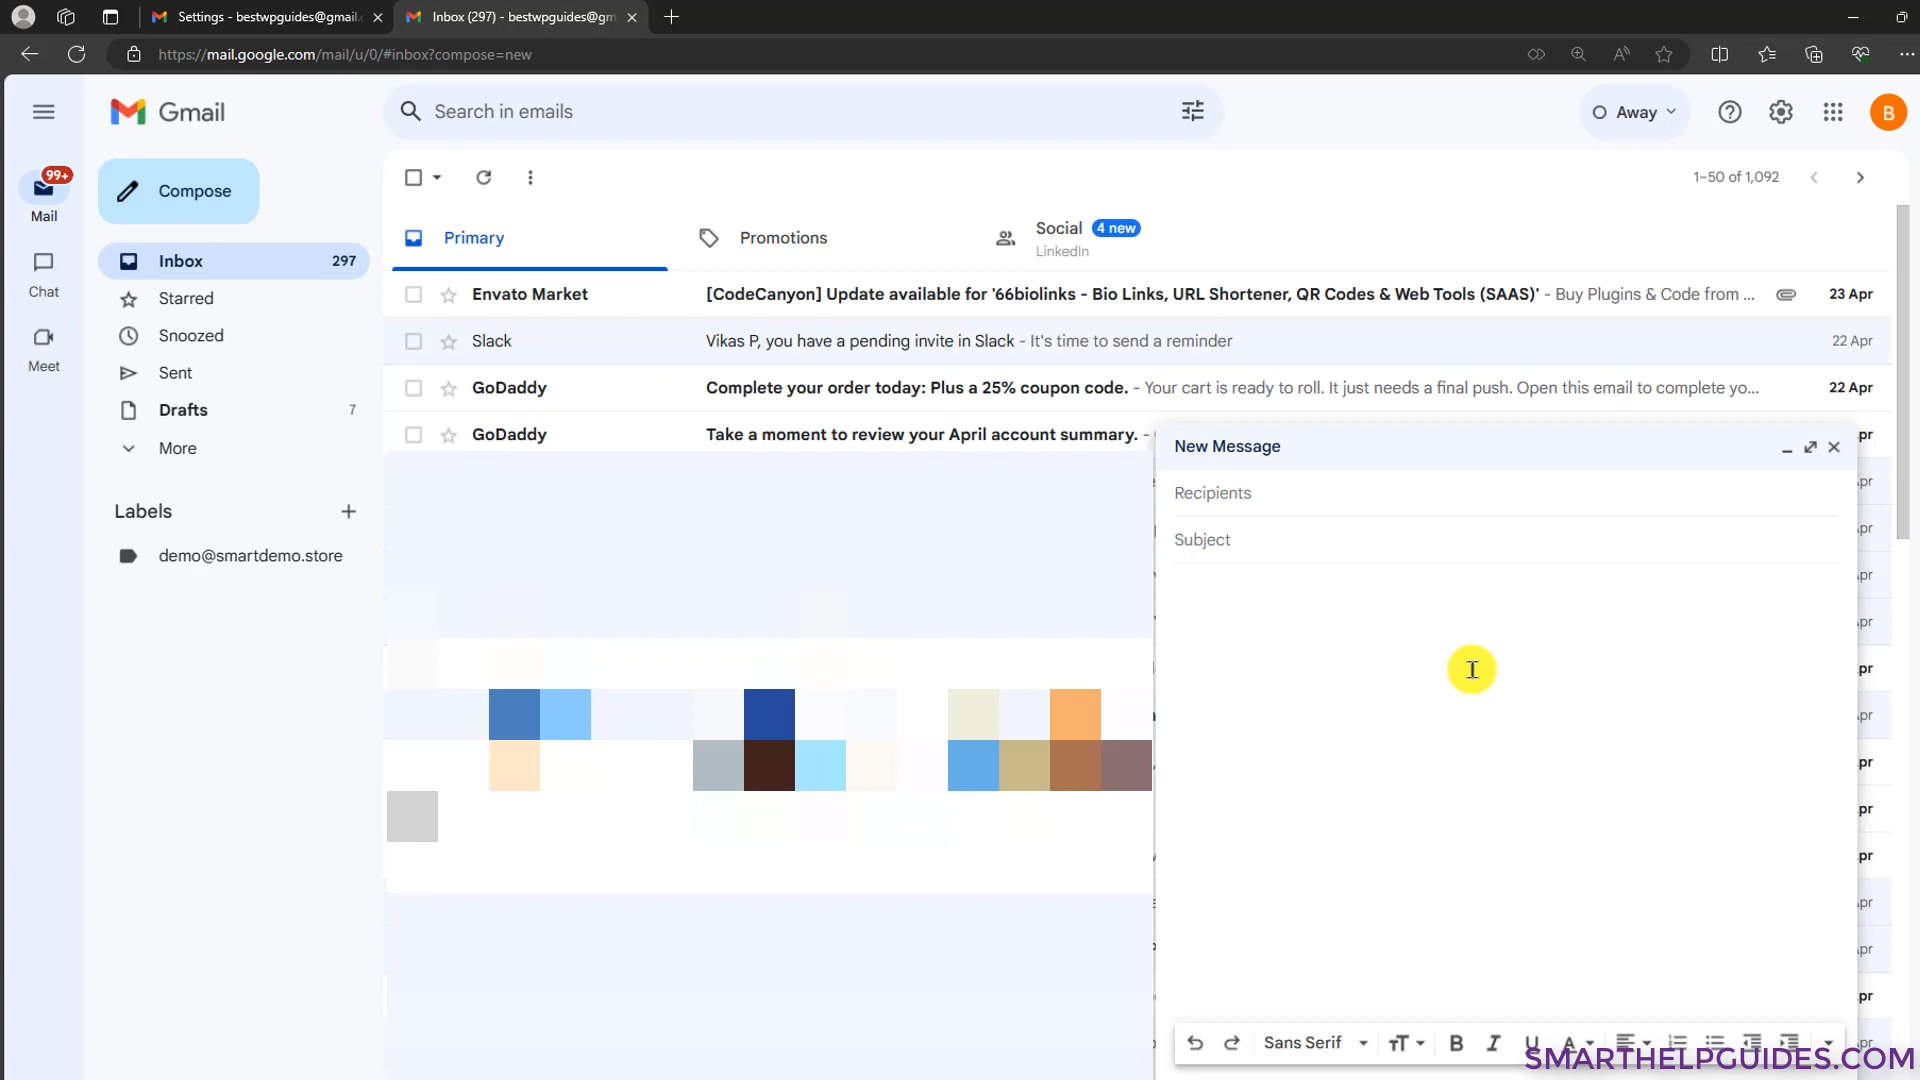 Settings - bestwpguides@gmail.
Inbox (297) - bestwpguides@gm
https://mail.google.com/mail/u/0/#inbox?compose=new
Gmail
Search in emails
Away
B
99+
Mail
Compose
1–50 of 1,092
Primary
Promotions
Social 4 new
LinkedIn
Inbox 297
Starred
Snoozed
Sent
Drafts 7
More
Chat
Meet
Labels
demo@smartdemo.store
Envato Market [CodeCanyon] Update available for '66biolinks - Bio Links, URL Shortener, QR Codes & Web Tools (SAAS)' - Buy Plugins & Code from ... 23 Apr
Slack Vikas P, you have a pending invite in Slack - It's time to send a reminder 22 Apr
GoDaddy Complete your order today: Plus a 25% coupon code. - Your cart is ready to roll. It just needs a final push. Open this email to complete yo... 22 Apr
GoDaddy Take a moment to review your April account summary. -
New Message
Recipients
Subject
Sans Serif
SMARTHELPGUIDES.COM